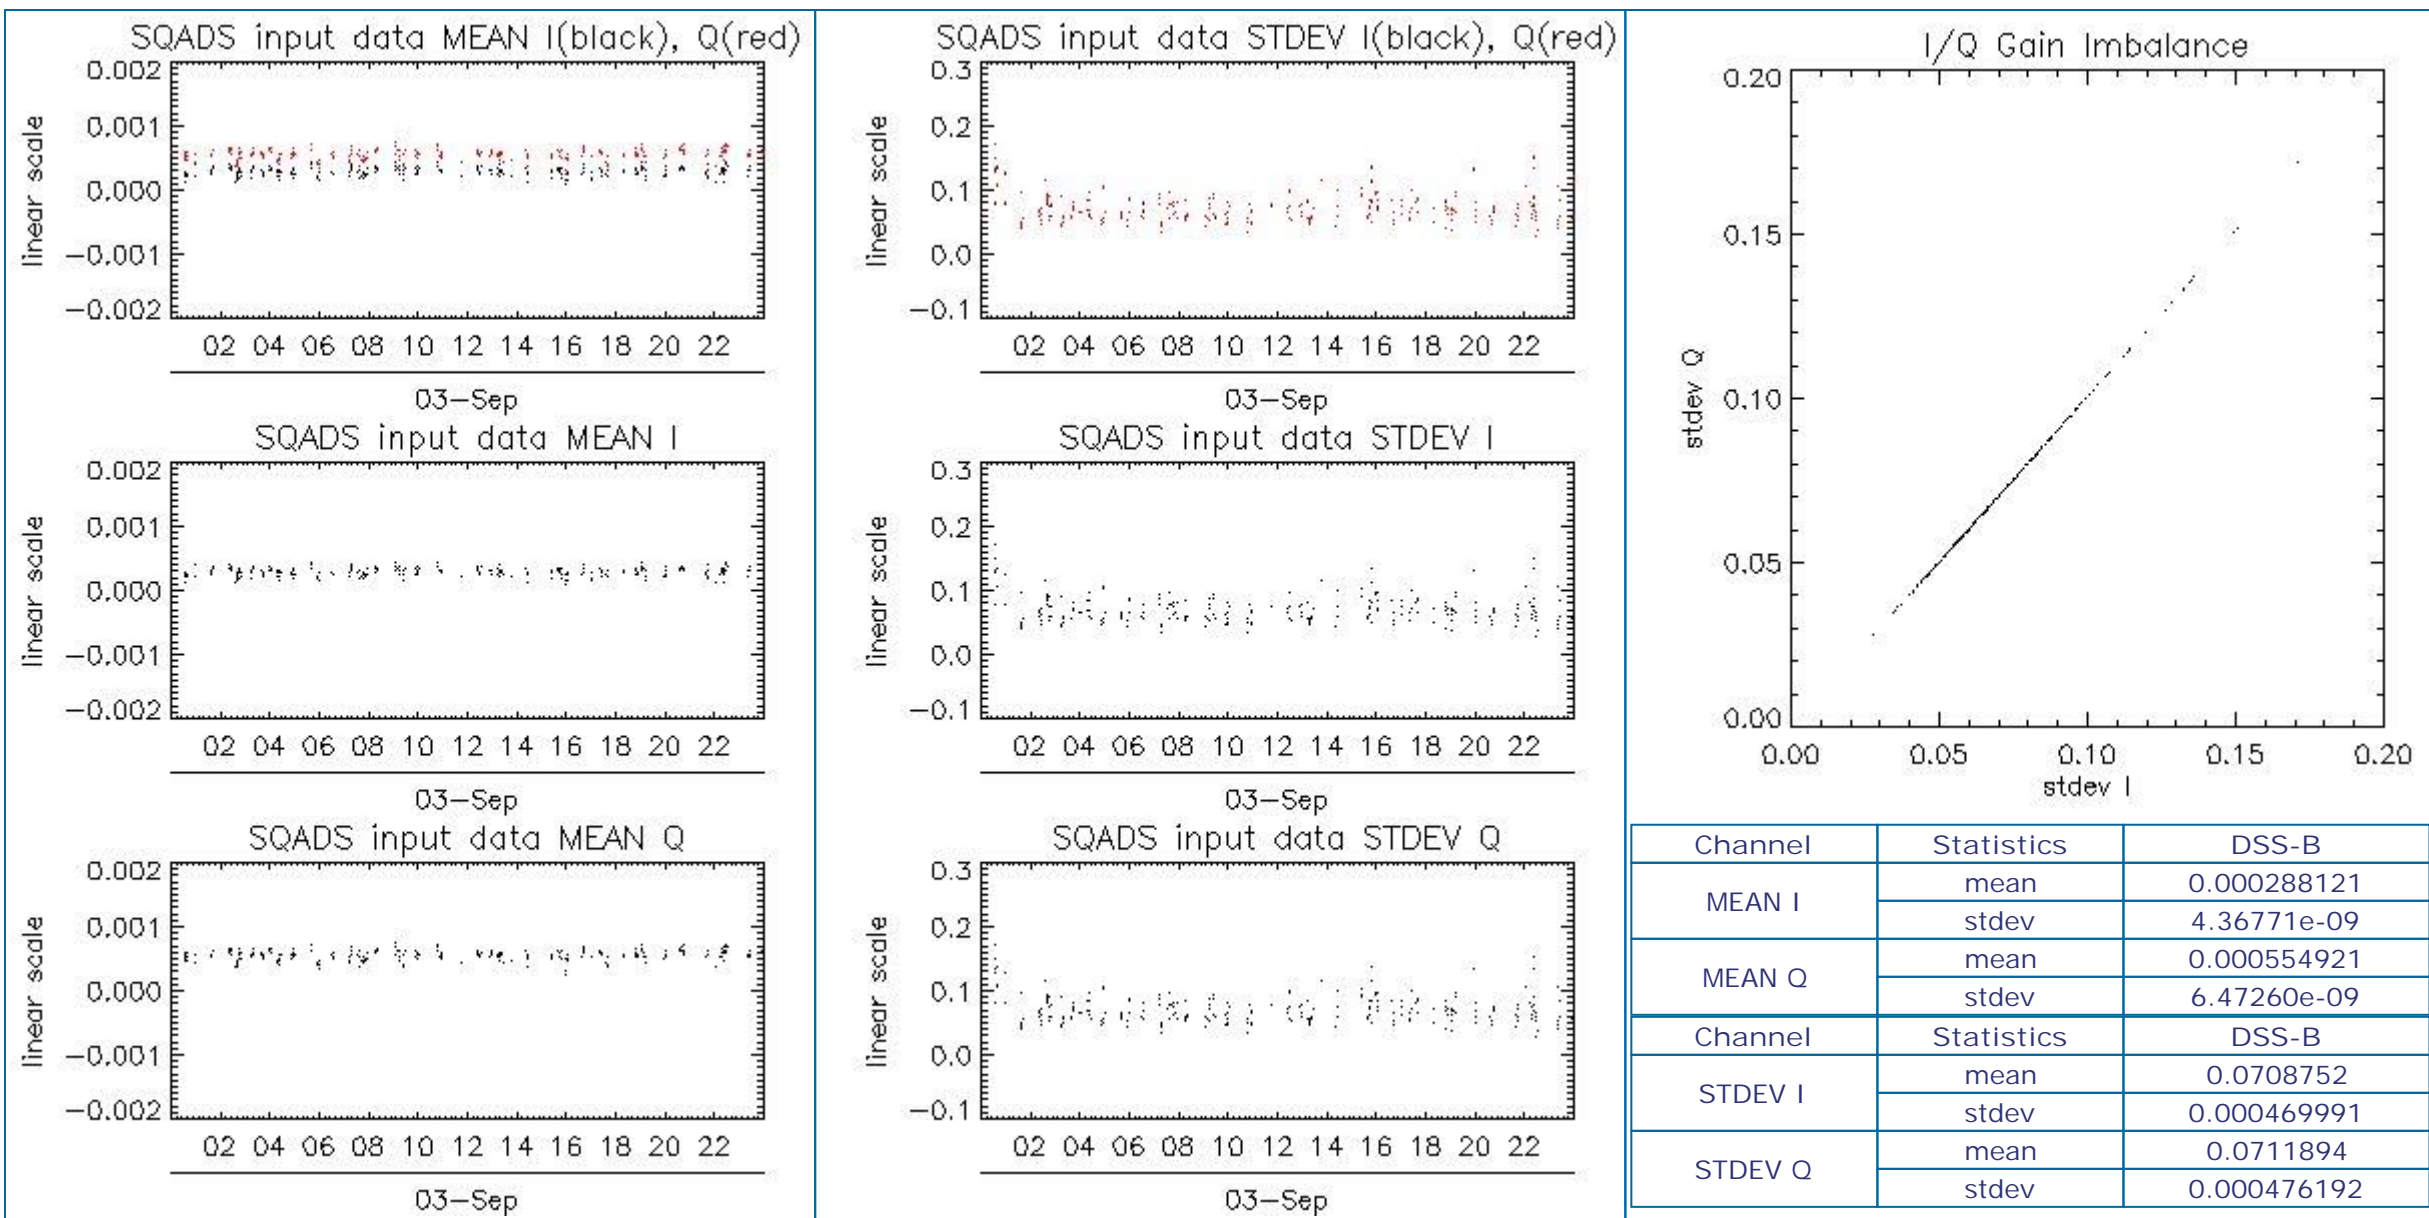 SQADS input data MEAN I(black), Q(red)
0.002
0.001
0.000
-0.001
-0.002
linear scale
02 04 06 08 10 12 14 16 18 20 22
03-Sep
SQADS input data MEAN I
0.002
0.001
0.000
-0.001
-0.002
linear scale
02 04 06 08 10 12 14 16 18 20 22
03-Sep
SQADS input data MEAN Q
0.002
0.001
0.000
-0.001
-0.002
linear scale
02 04 06 08 10 12 14 16 18 20 22
03-Sep
SQADS input data STDEV I(black), Q(red)
0.3
0.2
0.1
0.0
-0.1
linear scale
02 04 06 08 10 12 14 16 18 20 22
03-Sep
SQADS input data STDEV I
0.3
0.2
0.1
0.0
-0.1
linear scale
02 04 06 08 10 12 14 16 18 20 22
03-Sep
SQADS input data STDEV Q
0.3
0.2
0.1
0.0
-0.1
linear scale
02 04 06 08 10 12 14 16 18 20 22
03-Sep
I/Q Gain Imbalance
0.20
0.15
0.10
0.05
0.00
stdev Q
0.00 0.05 0.10 0.15 0.20
stdev I
Channel Statistics DSS-B
MEAN I mean 0.000288121
stdev 4.36771e-09
MEAN Q mean 0.000554921
stdev 6.47260e-09
Channel Statistics DSS-B
STDEV I mean 0.0708752
stdev 0.000469991
STDEV Q mean 0.0711894
stdev 0.000476192